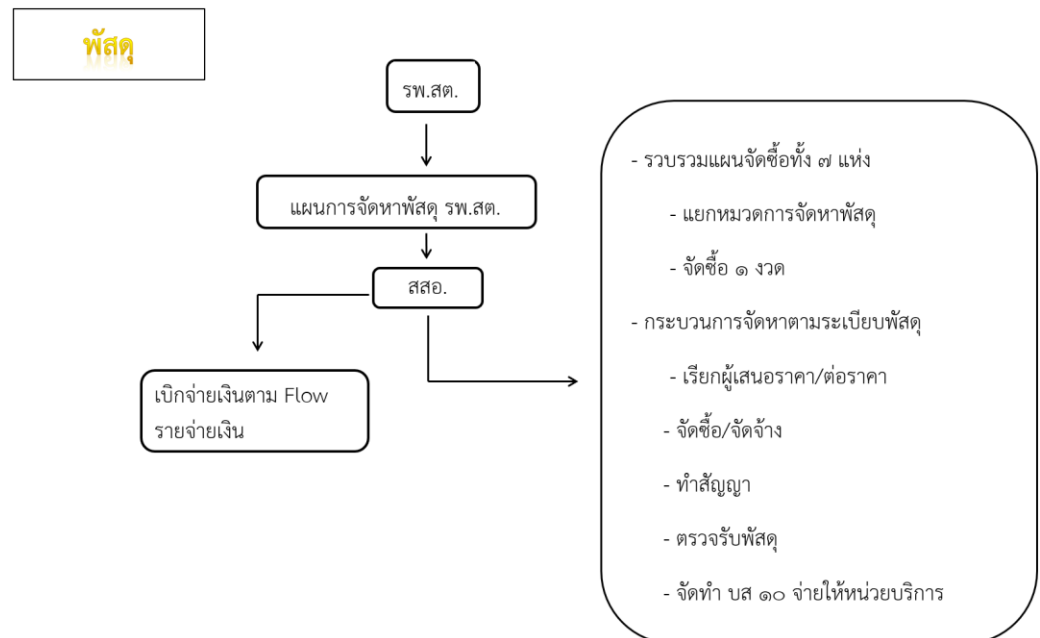 พัสดุ
รพ.สต.
แผนการจัดหาพัสดุ รพ.สต.
สสอ.
เบิกจ่ายเงินตาม Flow
รายจ่ายเงิน
- รวบรวมแผนจัดซื้อทั้ง ๗ แห่ง
- แยกหมวดการจัดหาพัสดุ
- จัดซื้อ ๑ งวด
- กระบวนการจัดหาตามระเบียบพัสดุ
- เรียกผู้เสนอราคา/ต่อราคา
- จัดซื้อ/จัดจ้าง
- ทำสัญญา
- ตรวจรับพัสดุ
- จัดทำ บส ๑๐ จ่ายให้หน่วยบริการ